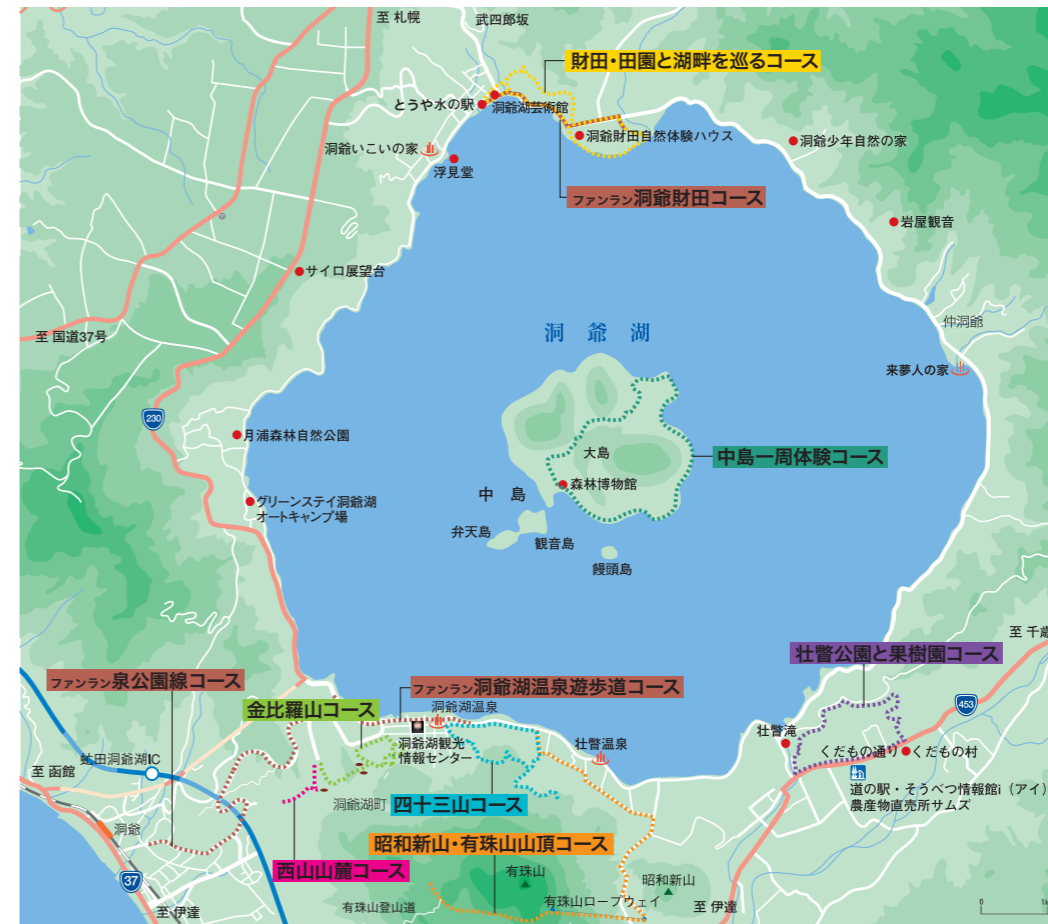 至 札幌
武四郎坂
財田・田園と湖畔を巡るコース
とうや水の駅
洞爺湖芸術館
洞爺財田自然体験ハウス
洞爺少年自然の家
洞爺いこいの家
浮見堂
ファンラン洞爺財田コース
岩屋観音
サイロ展望台
仲洞爺
至 国道37号
洞爺湖
来夢人の家
230
月浦森林自然公園
大島
中島一周体験コース
森林博物館
中島
グリーンステイ洞爺湖
オートキャンプ場
弁天島
観音島
饅頭島
至 千歳
壮瞥公園と果樹園コース
ファンラン泉公園線コース
ファンラン洞爺湖温泉遊歩道コース
453
金比羅山コース
洞爺湖温泉
壮瞥滝
洞爺湖観光
情報センター
壮瞥温泉
くだもの通り
くだもの村
虻田洞爺湖IC
至 函館
道の駅・そうべつ情報館i（アイ）
農産物直売所サムズ
洞爺湖町
四十三山コース
洞爺
昭和新山・有珠山山頂コース
西山山麓コース
有珠山
昭和新山
37
有珠山ロープウェイ
有珠山登山道
至 伊達
至 伊達
0